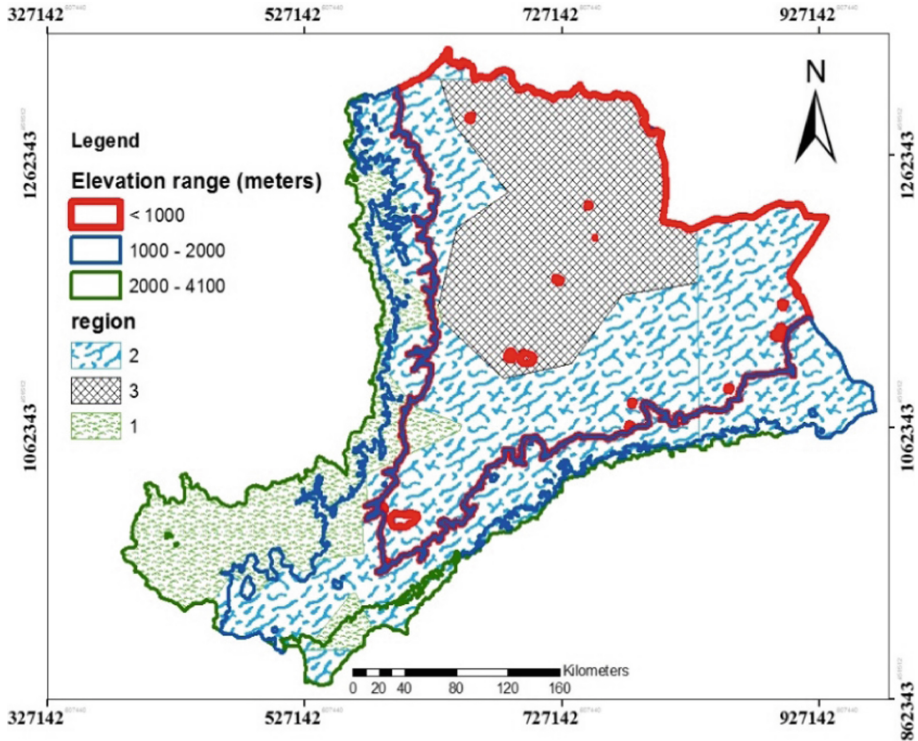 327142 527142 727142 927142
N
1262343
1262343
Legend
Elevation range (meters)
< 1000
1000 - 2000
2000 - 4100
region
2
3
1
1062343
1062343
Kilometers
0 20 40 80 120 160
862343
327142 527142 727142 927142